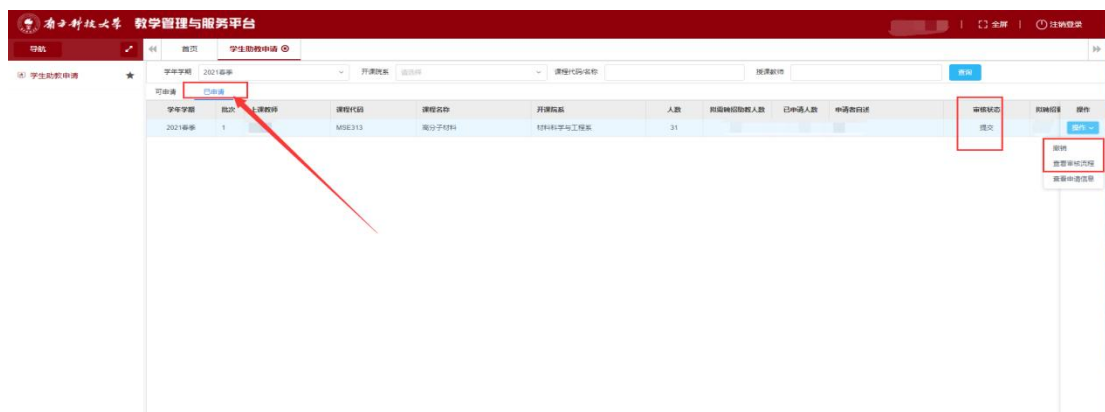 南方科技大学 教学管理与服务平台 全屏 注销登录
导航 首页 学生助教申请
学生助教申请 学年学期 2021春季 开课院系 请选择 课程代码/名称 授课教师 查询
可申请 已申请
学年学期 批次 上课教师 课程代码 课程名称 开课院系 人数 拟需聘招助教人数 已申请人数 申请者自述 审核状态 操作
2021春季 1 MSE313 高分子材料 材料科学与工程系 31 提交 操作
撤销
查看审核流程
查看申请信息